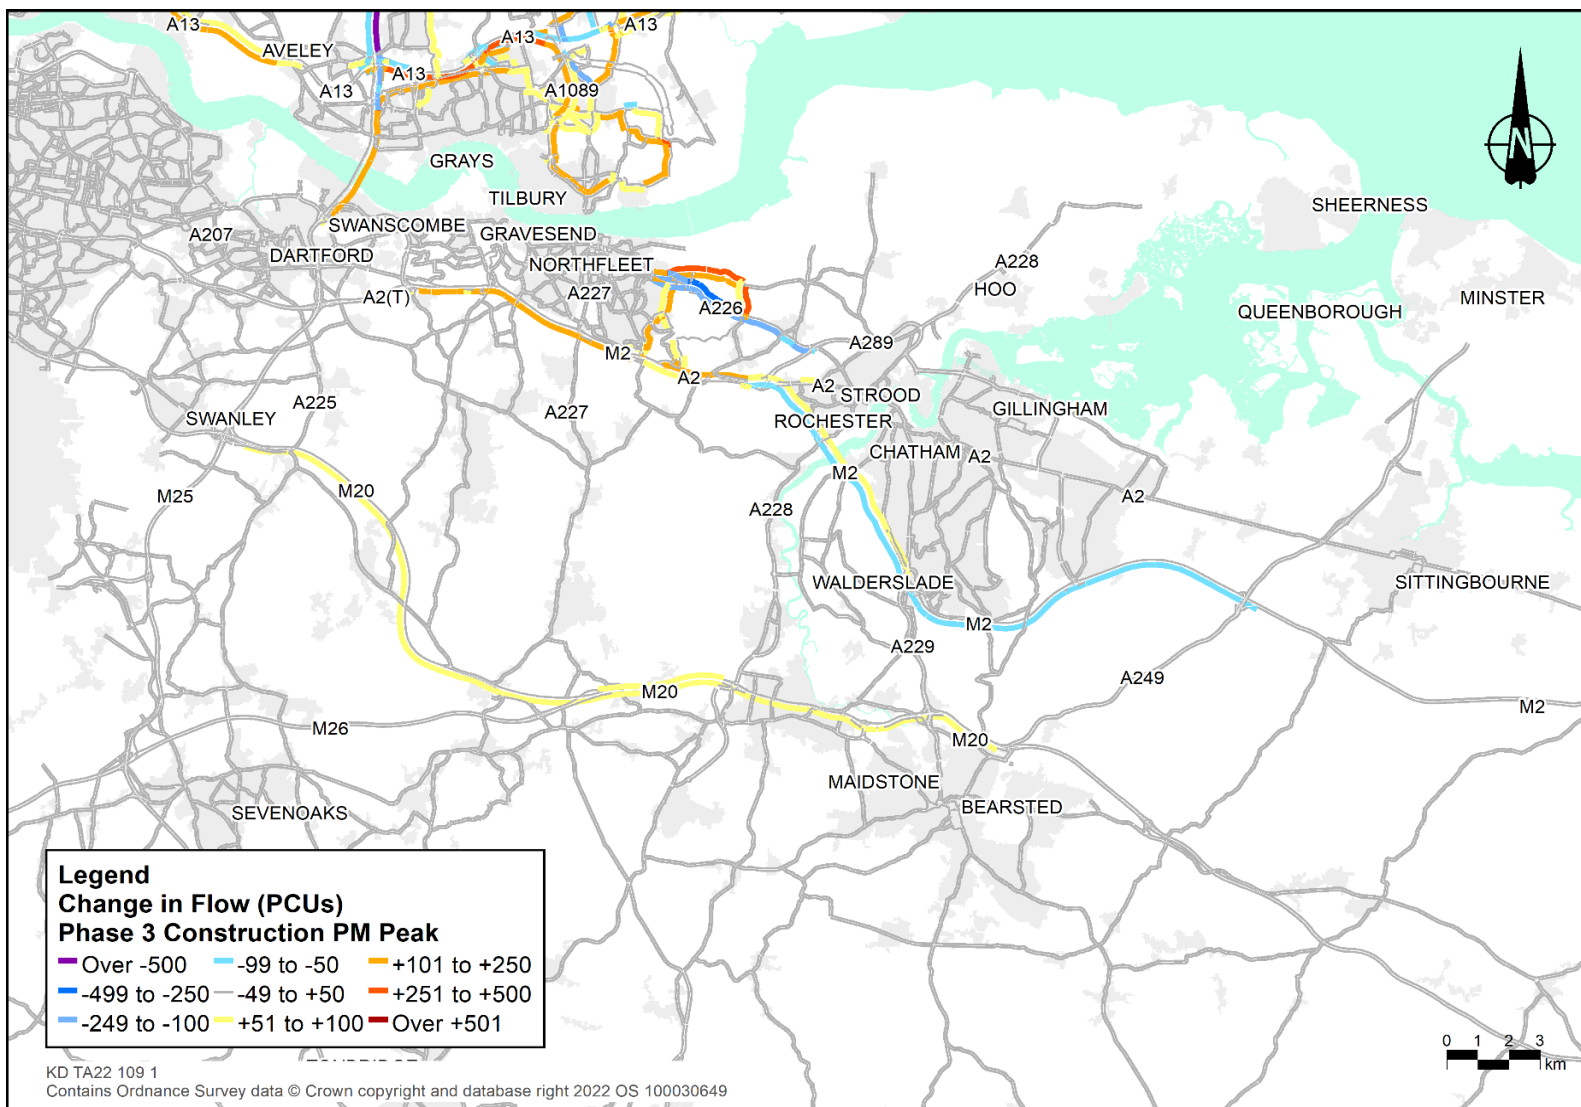 A13
A13
A13
AVELEY
A13
A13
A1089
GRAYS
TILBURY
SHEERNESS
SWANSCOMBE
A207
GRAVESEND
DARTFORD
NORTHFLEET
A228
HOO
A2(T)
A227
MINSTER
A226
QUEENBOROUGH
A289
M2
A2
A2
STROOD
A225
SWANLEY
A227
GILLINGHAM
ROCHESTER
CHATHAM
A2
M2
M20
M25
A2
A228
WALDERSLADE
SITTINGBOURNE
M2
A229
A249
M20
M2
M26
M20
MAIDSTONE
BEARSTED
SEVENOAKS
N
Legend
Change in Flow (PCUs)
Phase 3 Construction PM Peak
Over -500 -99 to -50 +101 to +250
-499 to -250 -49 to +50 +251 to +500
-249 to -100 +51 to +100 Over +501
0 1 2 3
km
KD TA22 109 1
Contains Ordnance Survey data © Crown copyright and database right 2022 OS 100030649